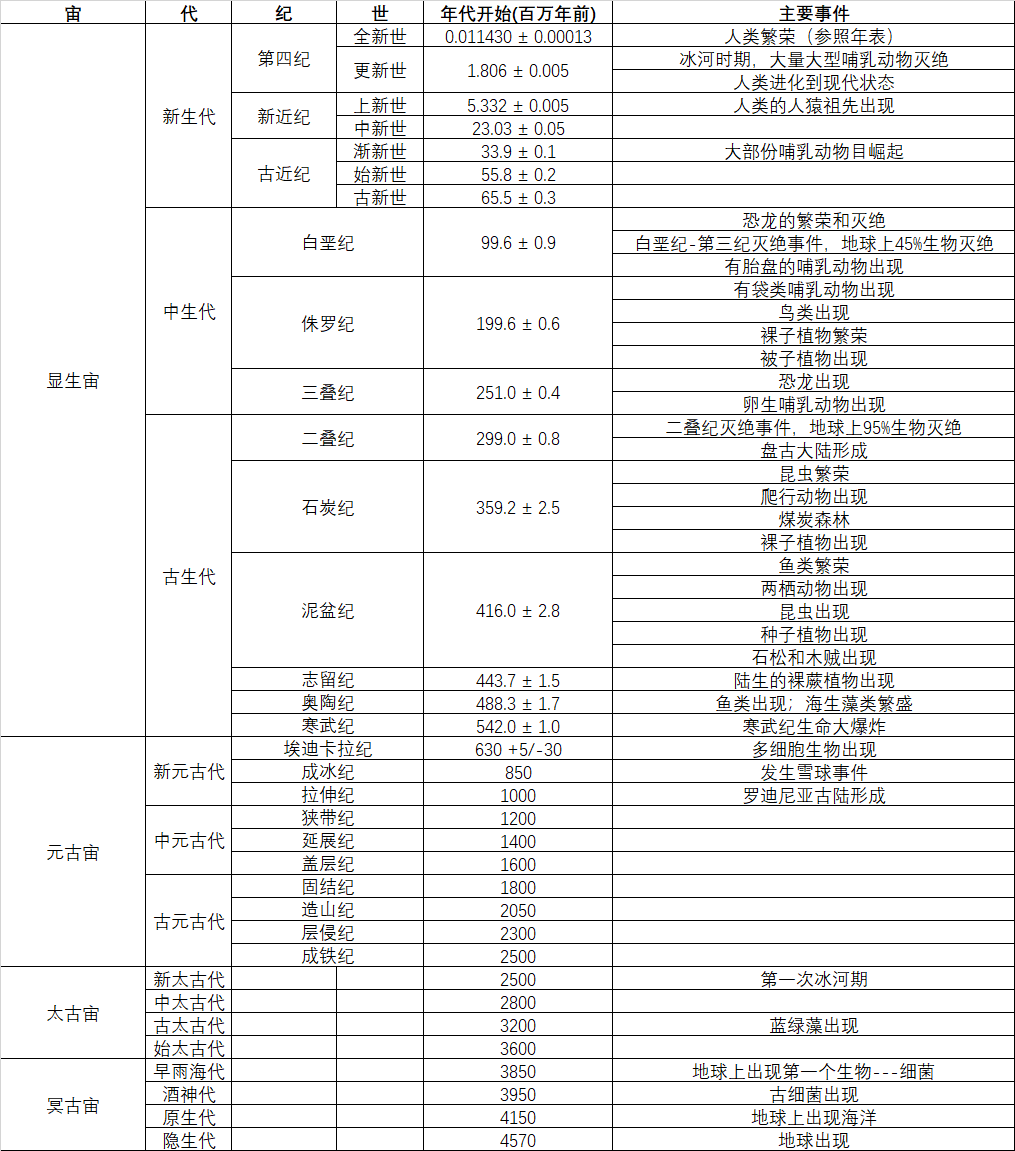 宙 代 纪 世 年代开始(百万年前) 主要事件
显生宙 新生代 第四纪 全新世 0.011430 ± 0.00013 人类繁荣（参照年表）
更新世 1.806 ± 0.005 冰河时期，大量大型哺乳动物灭绝
人类进化到现代状态
新近纪 上新世 5.332 ± 0.005 人类的人猿祖先出现
中新世 23.03 ± 0.05
古近纪 渐新世 33.9 ± 0.1 大部份哺乳动物目崛起
始新世 55.8 ± 0.2
古新世 65.5 ± 0.3
中生代 白垩纪 99.6 ± 0.9 恐龙的繁荣和灭绝
白垩纪-第三纪灭绝事件，地球上45%生物灭绝
有胎盘的哺乳动物出现
侏罗纪 199.6 ± 0.6 有袋类哺乳动物出现
鸟类出现
裸子植物繁荣
被子植物出现
三叠纪 251.0 ± 0.4 恐龙出现
卵生哺乳动物出现
古生代 二叠纪 299.0 ± 0.8 二叠纪灭绝事件，地球上95%生物灭绝
盘古大陆形成
石炭纪 359.2 ± 2.5 昆虫繁荣
爬行动物出现
煤炭森林
裸子植物出现
泥盆纪 416.0 ± 2.8 鱼类繁荣
两栖动物出现
昆虫出现
种子植物出现
石松和木贼出现
志留纪 443.7 ± 1.5 陆生的裸蕨植物出现
奥陶纪 488.3 ± 1.7 鱼类出现；海生藻类繁盛
寒武纪 542.0 ± 1.0 寒武纪生命大爆炸
元古宙 新元古代 埃迪卡拉纪 630 +5/-30 多细胞生物出现
成冰纪 850 发生雪球事件
拉伸纪 1000 罗迪尼亚古陆形成
中元古代 狭带纪 1200
延展纪 1400
盖层纪 1600
古元古代 固结纪 1800
造山纪 2050
层侵纪 2300
成铁纪 2500
太古宙 新太古代 2500 第一次冰河期
中太古代 2800
古太古代 3200 蓝绿藻出现
始太古代 3600
冥古宙 早雨海代 3850 地球上出现第一个生物---细菌
酒神代 3950 古细菌出现
原生代 4150 地球上出现海洋
隐生代 4570 地球出现